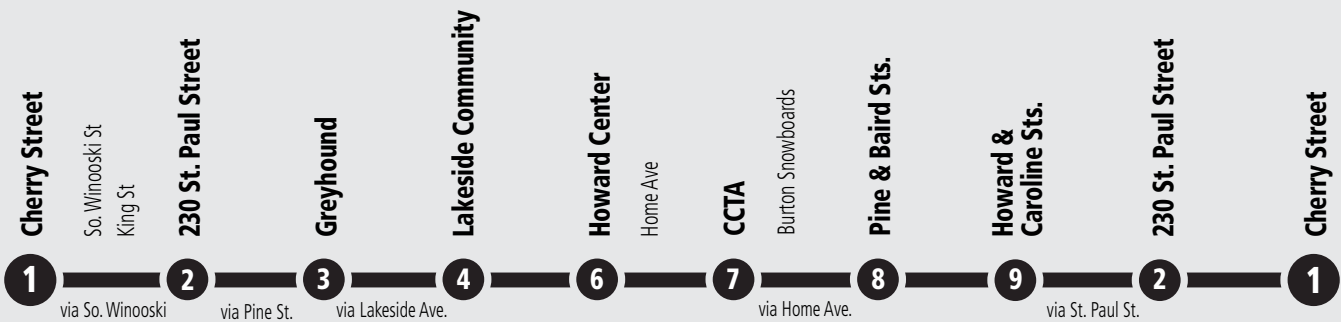 Cherry Street
So. Winooski St
King St
230 St. Paul Street
Greyhound
Lakeside Community
Howard Center
Home Ave
CCTA
Burton Snowboards
Pine & Baird Sts.
Howard &
Caroline Sts.
230 St. Paul Street
Cherry Street
1
2
3
4
6
7
8
9
2
1
via So. Winooski
via Pine St.
via Lakeside Ave.
via Home Ave.
via St. Paul St.